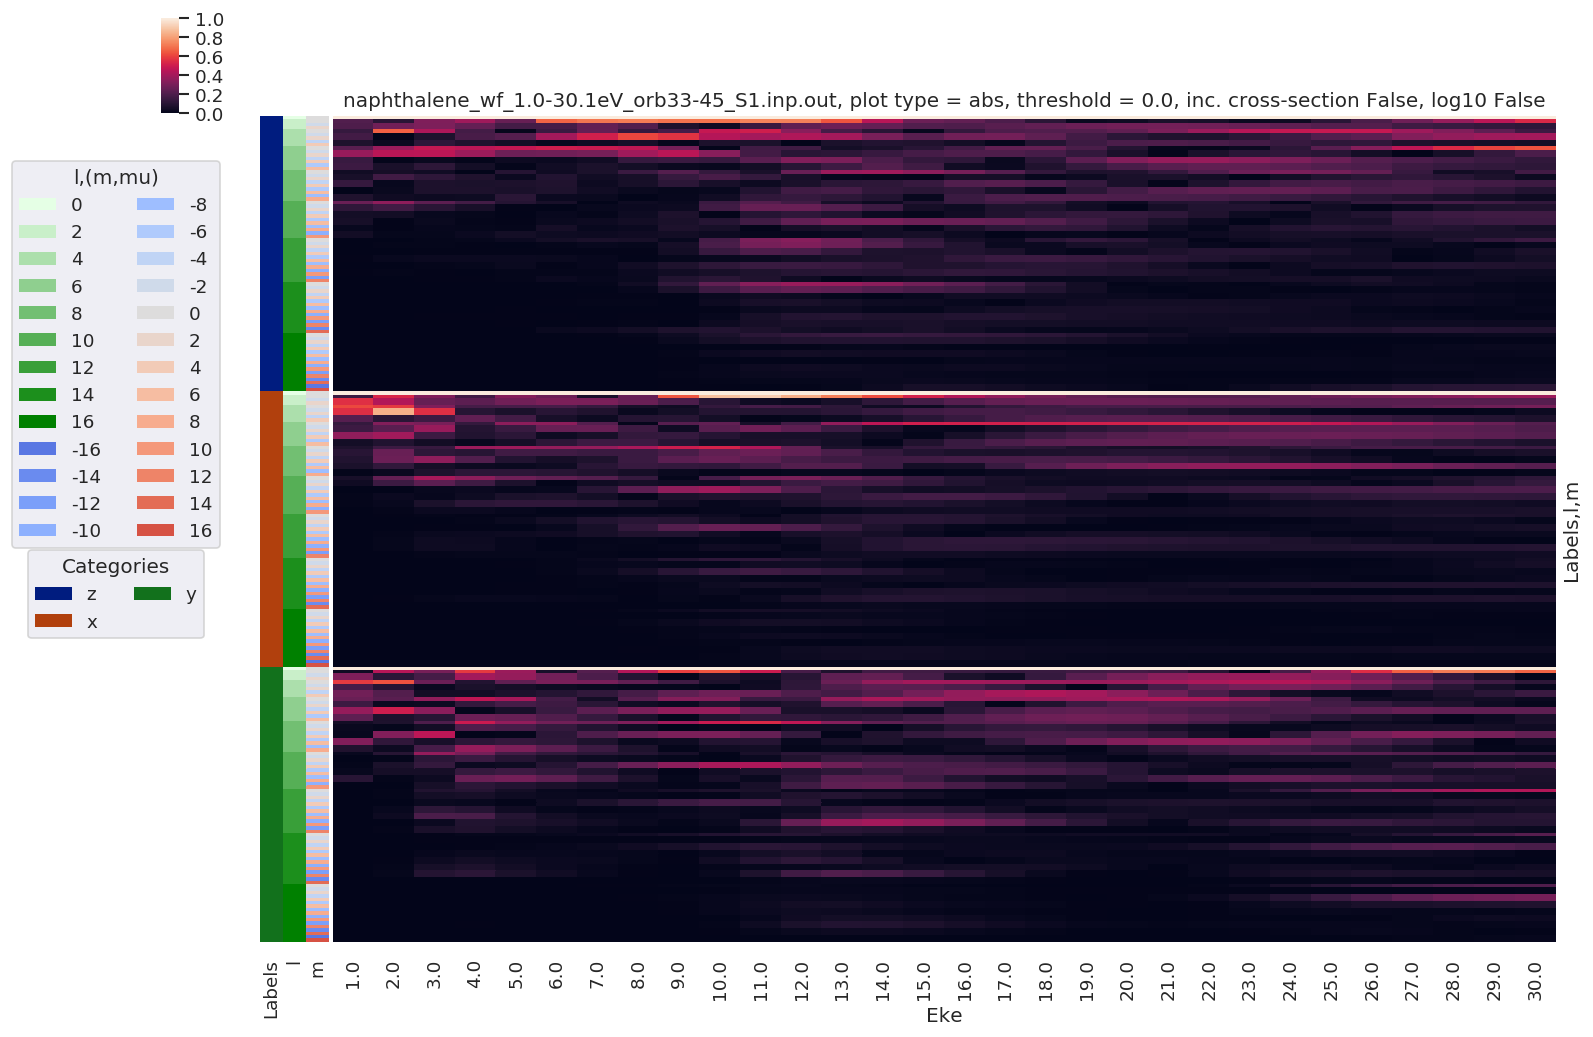 1.0
0.8
0.6
0.4
0.2
0.0
naphthalene_wf_1.0-30.1eV_orb33-45_S1.inp.out, plot type = abs, threshold = 0.0, inc. cross-section False, log10 False
l,(m,mu)
0 -8
2 -6
4 -4
6 -2
8 0
10 2
12 4
14 6
16 8
-16 10
-14 12
-12 14
-10 16
Categories
z y
x
Labels,l,m
Labels l m 1.0 2.0 3.0 4.0 5.0 6.0 7.0 8.0 9.0 10.0 11.0 12.0 13.0 14.0 15.0 16.0 17.0 18.0 19.0 20.0 21.0 22.0 23.0 24.0 25.0 26.0 27.0 28.0 29.0 30.0
Eke